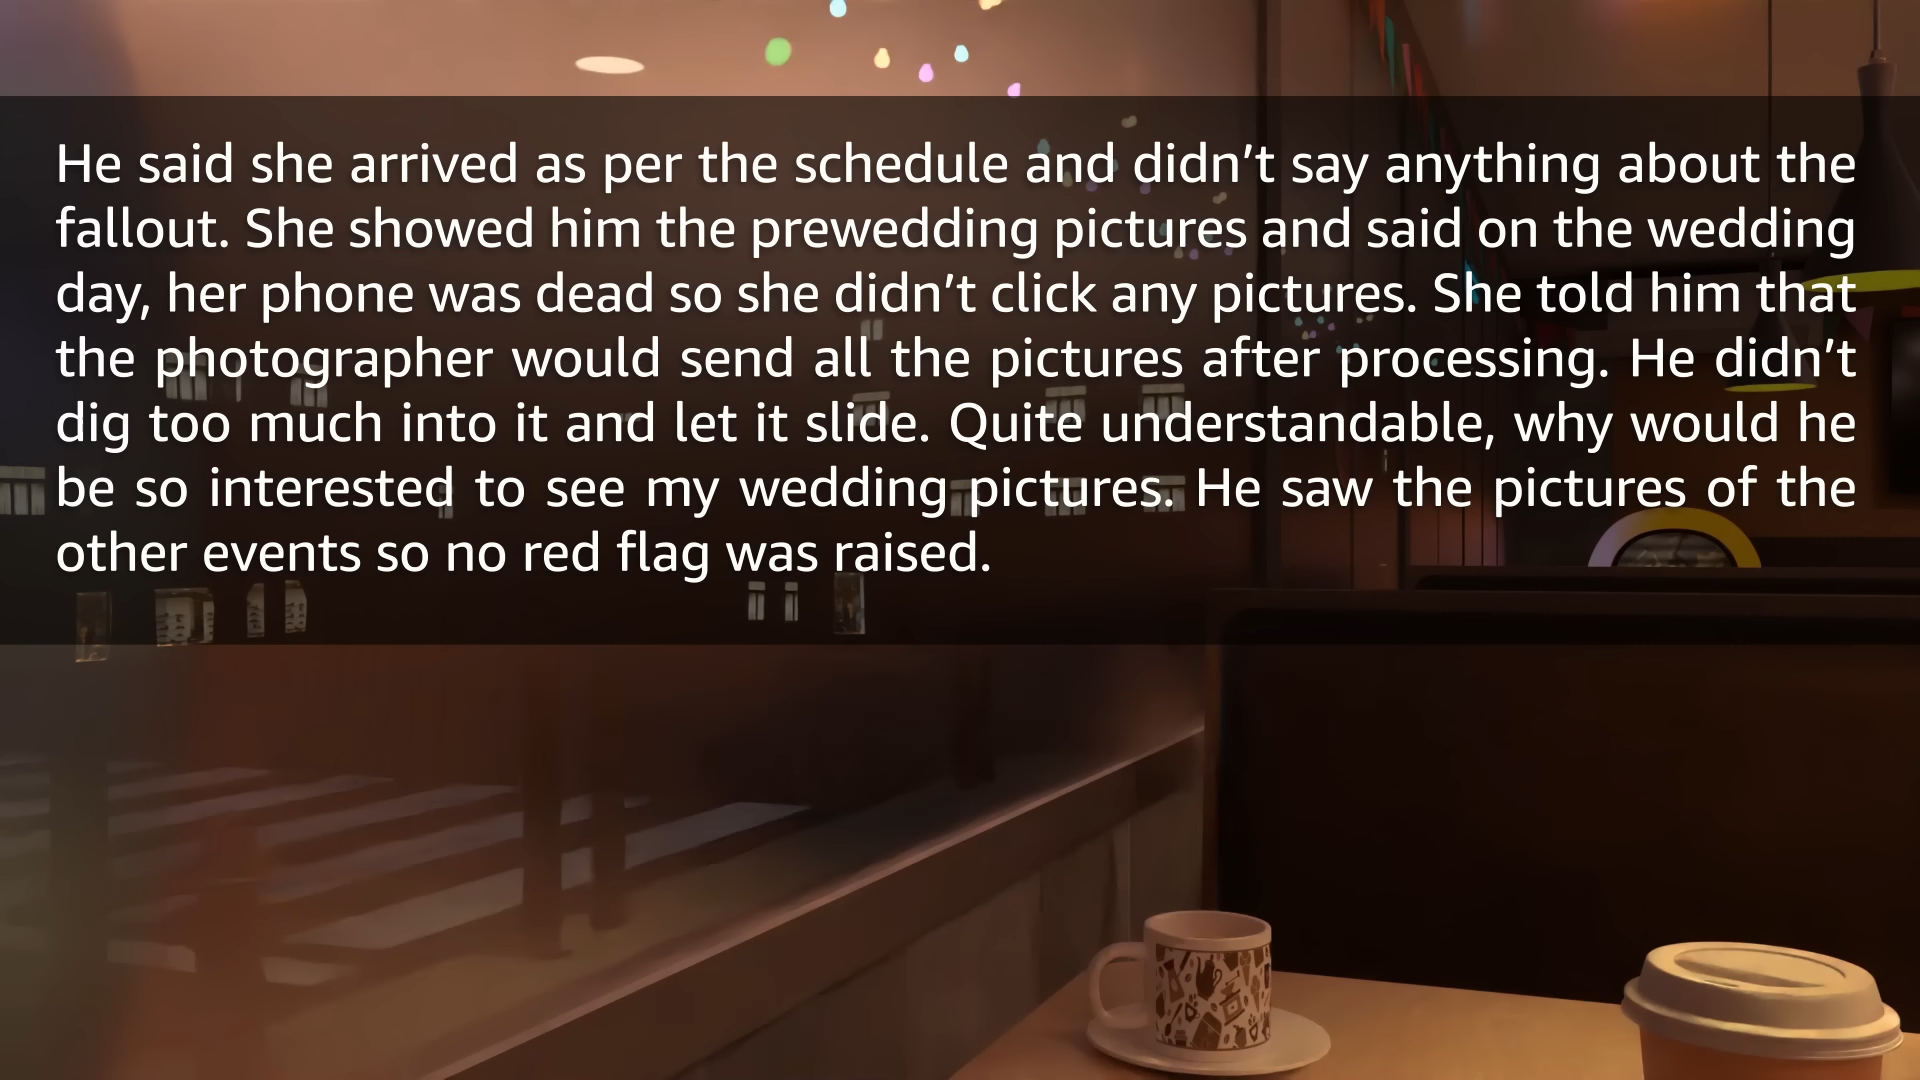 He said she arrived as per the schedule and didn’t say anything about the
fallout. She showed him the prewedding pictures and said on the wedding
day, her phone was dead so she didn’t click any pictures. She told him that
the photographer would send all the pictures after processing. He didn’t
dig too much into it and let it slide. Quite understandable, why would he
be so interested to see my wedding pictures. He saw the pictures of the
other events so no red flag was raised.